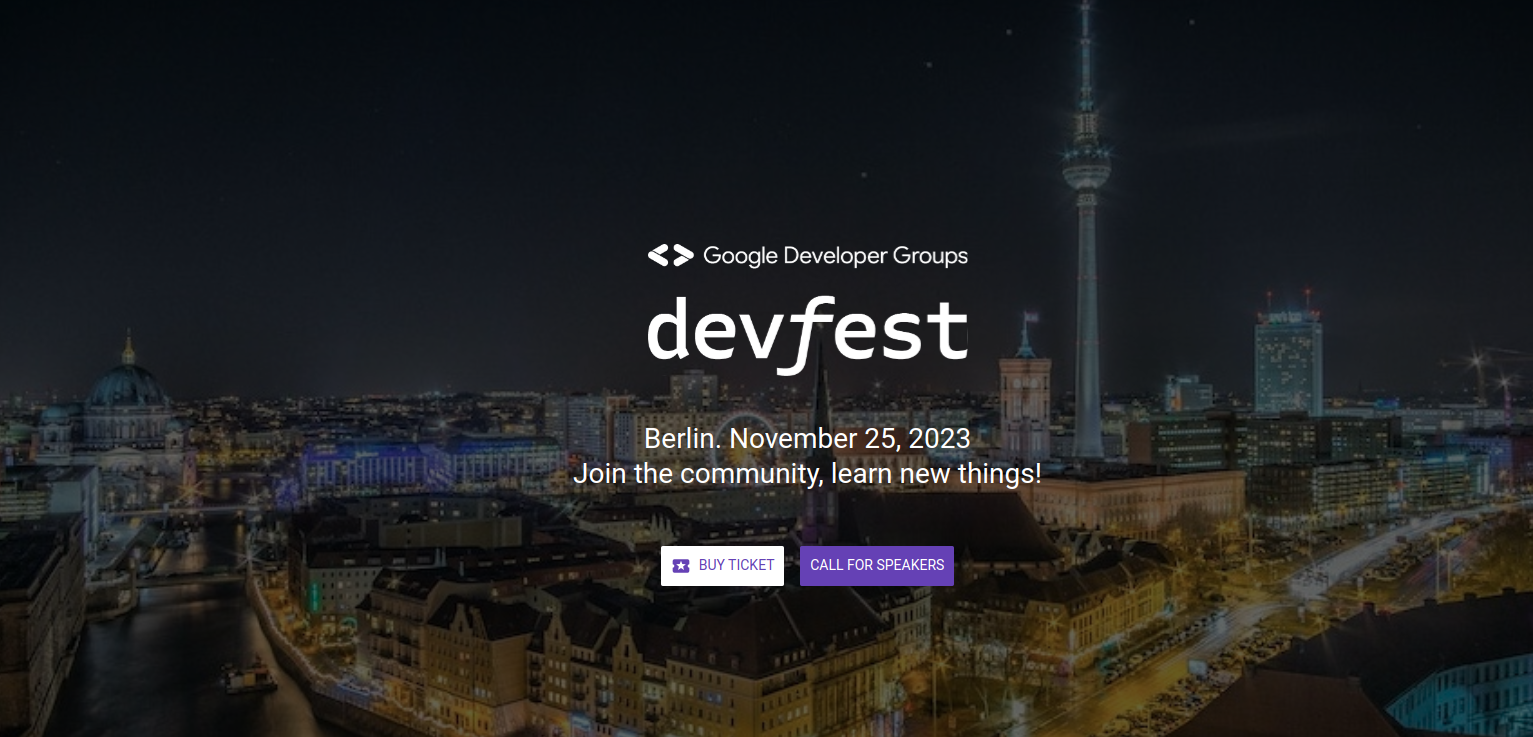 Google Developer Groups
devfest
Berlin. November 25, 2023
Join the community, learn new things!
BUY TICKET
CALL FOR SPEAKERS